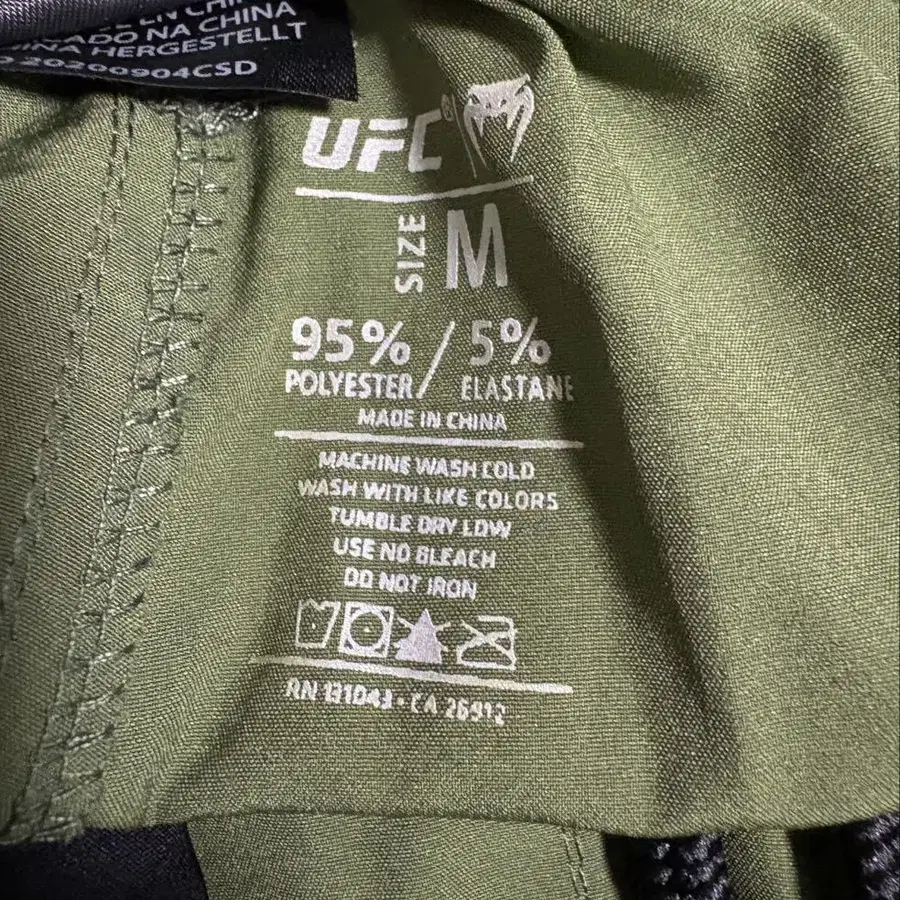 CADO NA CHINA
INA HERGESTELLT
20200904CSD
UFC®
SIZE M
95% / 5%
POLYESTER / ELASTANE
MADE IN CHINA
MACHINE WASH COLD
WASH WITH LIKE COLORS
TUMBLE DRY LOW
USE NO BLEACH
DO NOT IRON
RN 131043 • CA 26912